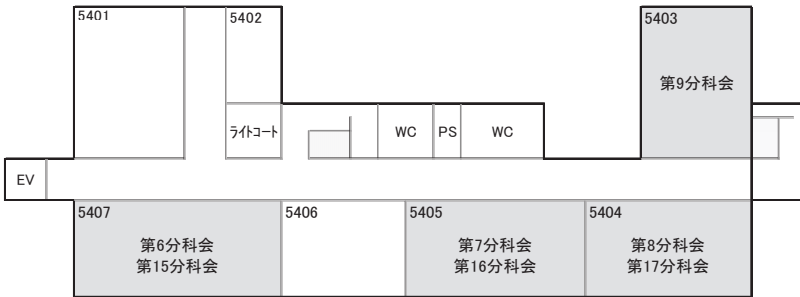 5401
5402
5403
第9分科会
ライトコート
WC
PS
WC
EV
5407
第6分科会
第15分科会
5406
5405
第7分科会
第16分科会
5404
第8分科会
第17分科会